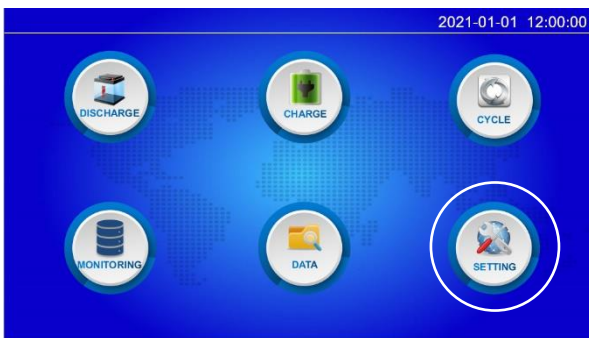 2021-01-01 12:00:00
DISCHARGE
CHARGE
CYCLE
MONITORING
DATA
SETTING